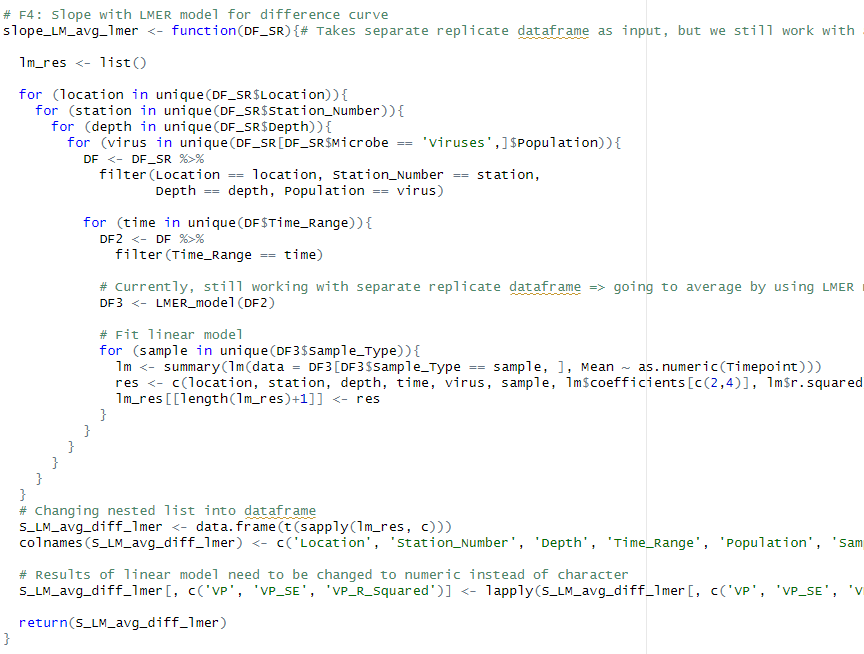 # F4: Slope with LMER model for difference curve
slope_LM_avg_lmer <- function(DF_SR){# Takes separate replicate dataframe as input, but we still work with
  lm_res <- list()
  for (location in unique(DF_SR$Location)){
    for (station in unique(DF_SR$Station_Number)){
      for (depth in unique(DF_SR$Depth)){
        for (virus in unique(DF_SR[DF_SR$Microbe == 'Viruses',]$Population)){
          DF <- DF_SR %>%
            filter(Location == location, Station_Number == station,
                   Depth == depth, Population == virus)
          for (time in unique(DF$Time_Range)){
            DF2 <- DF %>%
              filter(Time_Range == time)
            # Currently, still working with separate replicate dataframe => going to average by using LMER
            DF3 <- LMER_model(DF2)
            # Fit linear model
            for (sample in unique(DF3$Sample_Type)){
              lm <- summary(lm(data = DF3[DF3$Sample_Type == sample, ], Mean ~ as.numeric(Timepoint)))
              res <- c(location, station, depth, time, virus, sample, lm$coefficients[c(2,4)], lm$r.squared
              lm_res[[length(lm_res)+1]] <- res
            }
          }
        }
      }
    }
  }
  # Changing nested list into dataframe
  S_LM_avg_diff_lmer <- data.frame(t(sapply(lm_res, c)))
  colnames(S_LM_avg_diff_lmer) <- c('Location', 'Station_Number', 'Depth', 'Time_Range', 'Population', 'Sam
  # Results of linear model need to be changed to numeric instead of character
  S_LM_avg_diff_lmer[, c('VP', 'VP_SE', 'VP_R_Squared')] <- lapply(S_LM_avg_diff_lmer[, c('VP', 'VP_SE', 'V
  return(S_LM_avg_diff_lmer)
}